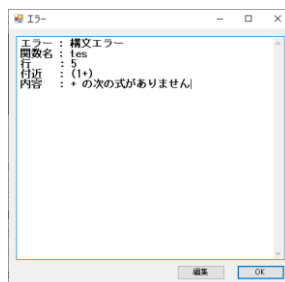 エラー
エラー : 構文エラー
関数名 : tes
行 : 5
付近 : (1+)
内容 : + の次の式がありません
編集
OK